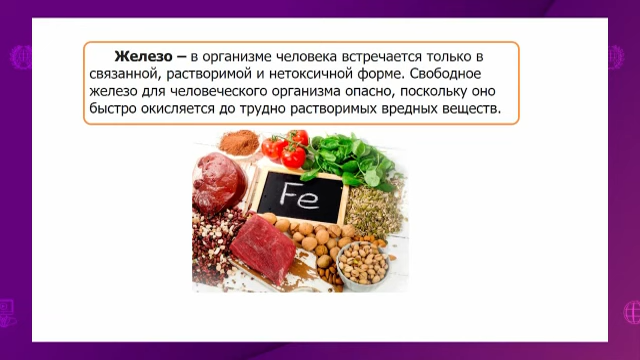 Железо – в организме человека встречается только в
связанной, растворимой и нетоксичной форме. Свободное
железо для человеческого организма опасно, поскольку оно
быстро окисляется до трудно растворимых вредных веществ.
Fe